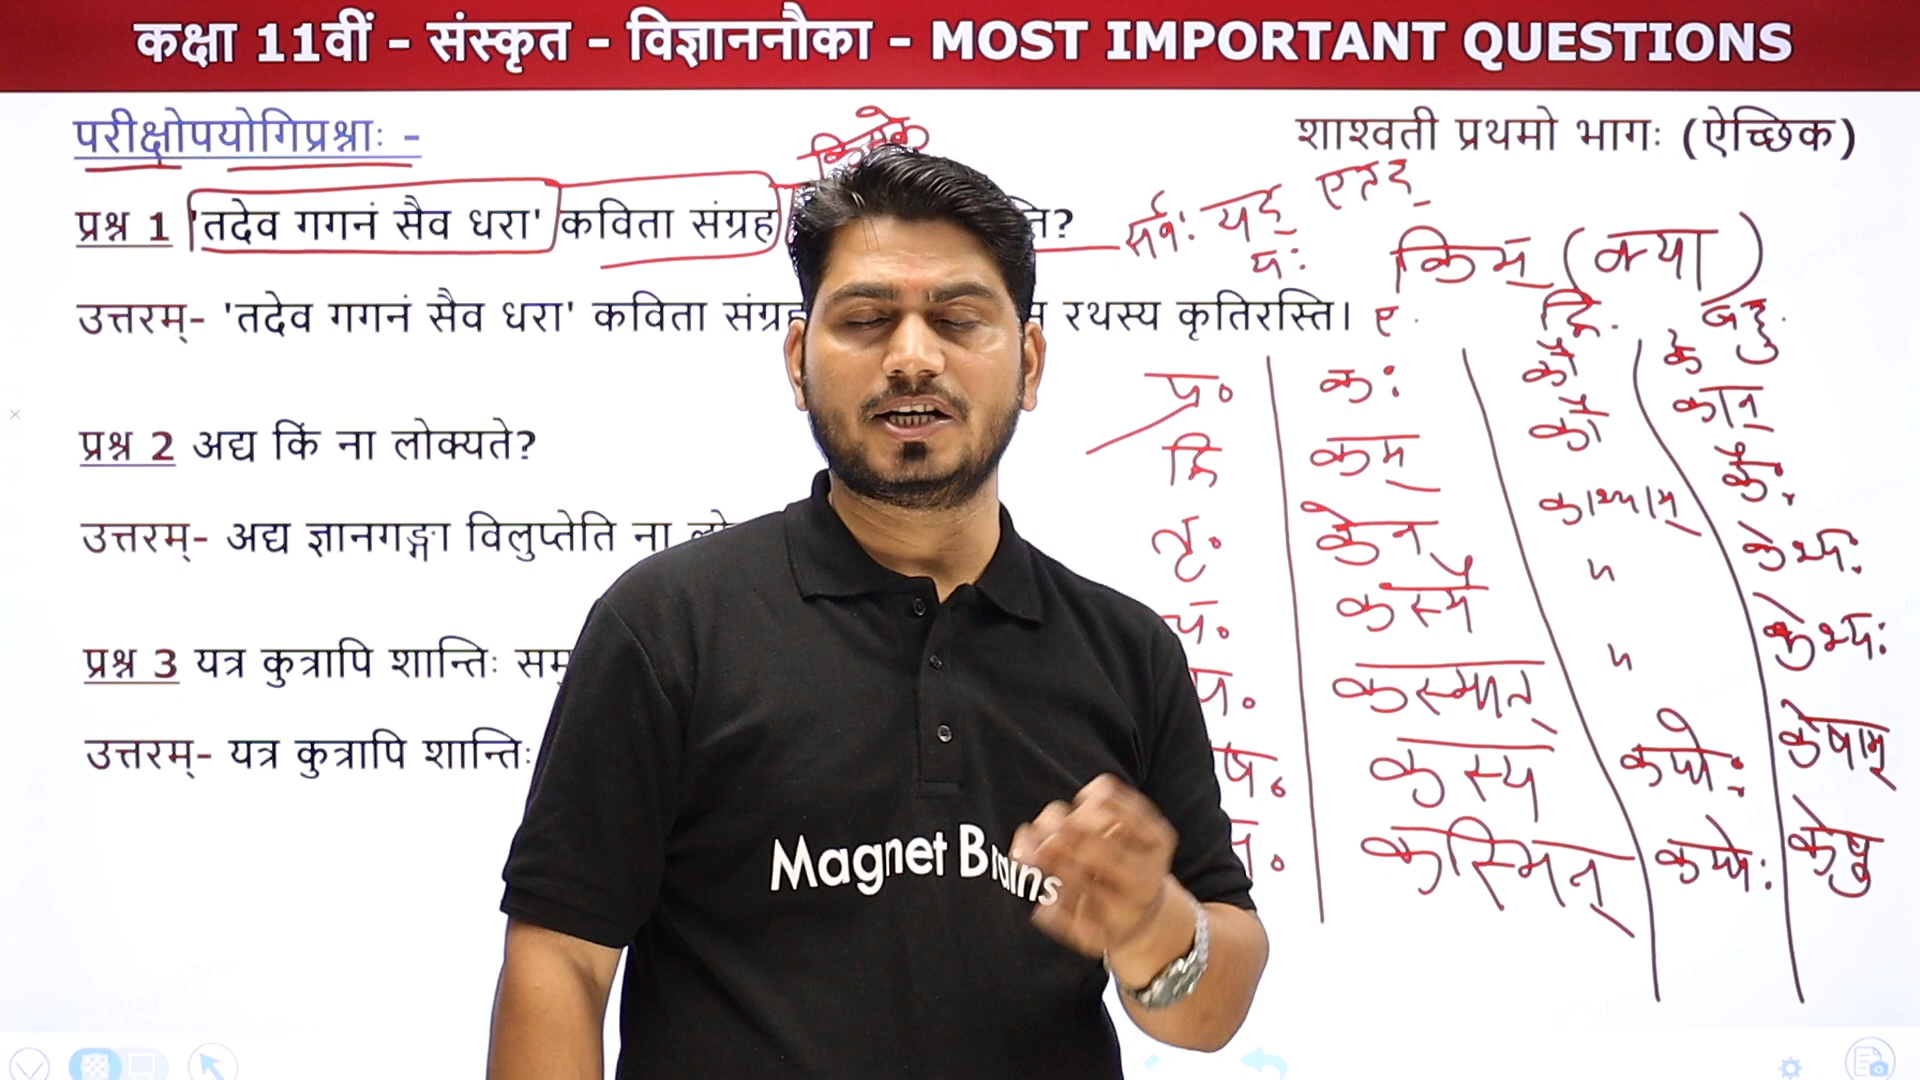 कक्षा 11वीं - संस्कृत - विज्ञाननौका - MOST IMPORTANT QUESTIONS
परीक्षोपयोगिप्रश्नाः -
शाश्वती प्रथमो भागः (ऐच्छिक)
किसके
प्रश्न 1 'तदेव गगनं सैव धरा' कविता संग्रह
ति?
सर्व: यद् एतद्
य:
किम् (क्या)
उत्तरम्- 'तदेव गगनं सैव धरा' कविता संग्रह
रथस्य कृतिरस्ति।
ए. द्वि. बहु.
प्र० क: कौ के
प्रश्न 2 अद्य किं ना लोक्यते?
द्वि कम् कौ कान्
उत्तरम्- अद्य ज्ञानगङ्गा विलुप्तेति ना
तृ० केन काभ्याम् कै:
च० कस्मै " केभ्य:
प्रश्न 3 यत्र कुत्रापि शान्तिः
प० कस्मात् " केभ्य:
उत्तरम्- यत्र कुत्रापि शान्तिः
ष० कस्य कयो: केषाम्
स० कस्मिन् कयो: केषु
Magnet Brains